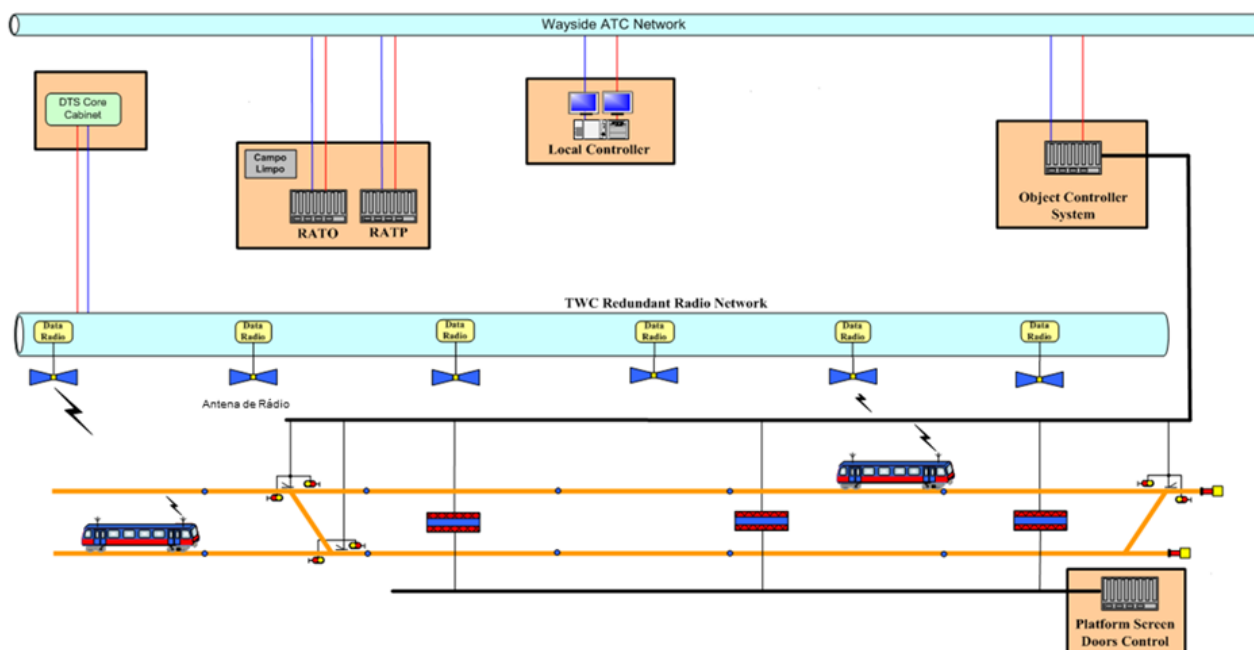 Wayside ATC Network
DTS Core
Cabinet
Campo
Limpo
RATO
RATP
Local Controller
Object Controller
System
TWC Redundant Radio Network
Data
Radio
Data
Radio
Data
Radio
Data
Radio
Data
Radio
Data
Radio
Antena de Rádio
Platform Screen
Doors Control